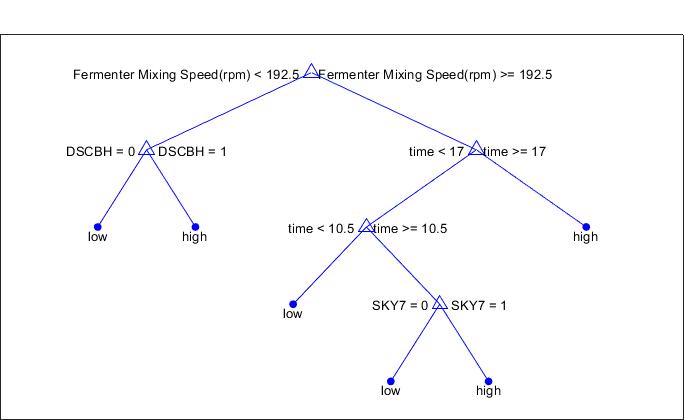 Fermenter Mixing Speed(rpm) < 192.5 Fermenter Mixing Speed(rpm) >= 192.5
DSCBH = 0 DSCBH = 1 time < 17 time >= 17
low high time < 10.5 time >= 10.5 high
low SKY7 = 0 SKY7 = 1
low high